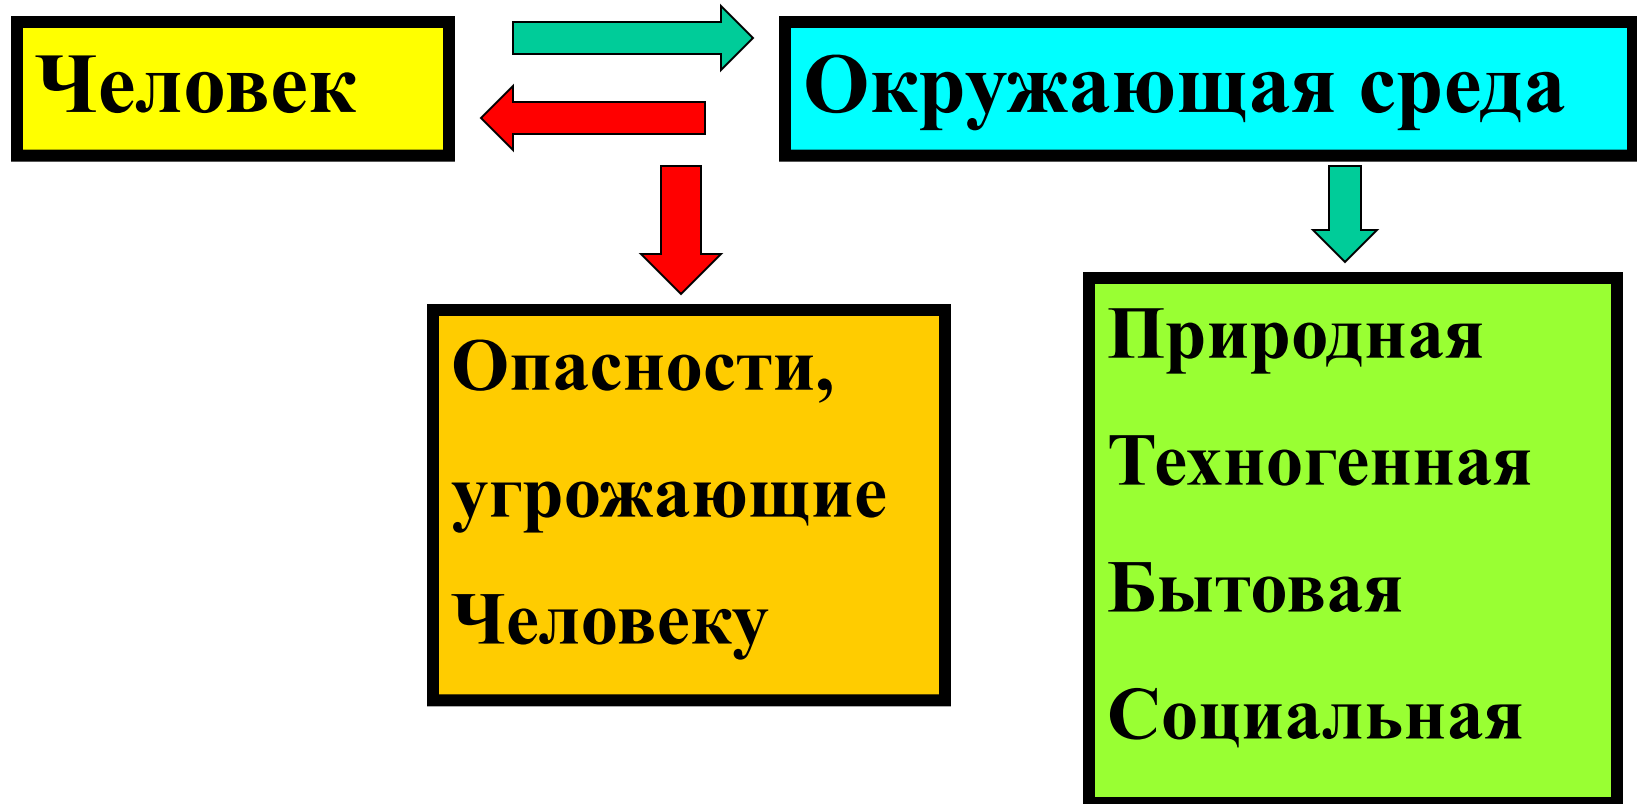 Человек
Окружающая среда
Опасности,
угрожающие
Человеку
Природная
Техногенная
Бытовая
Социальная